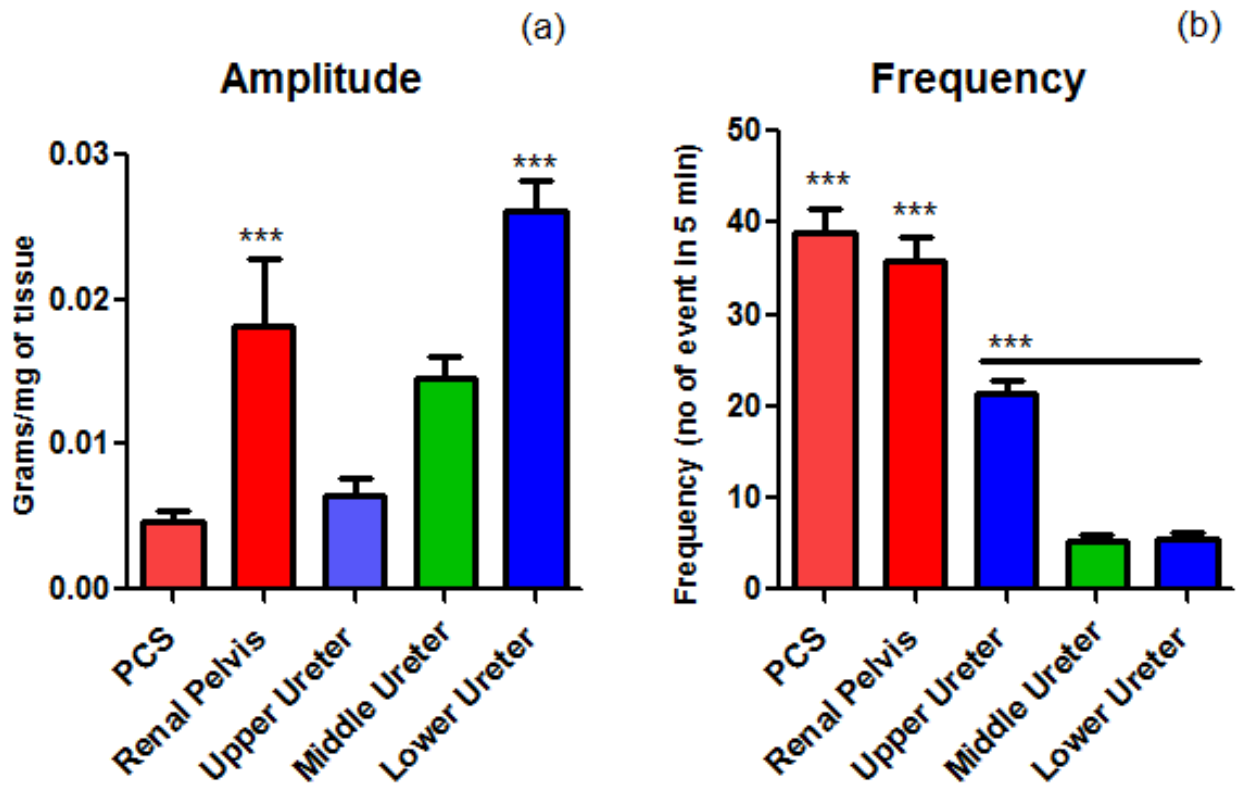 (a)
Amplitude
Grams/mg of tissue
0.03
0.02
0.01
0.00
***
***
PCS
Renal Pelvis
Upper Ureter
Middle Ureter
Lower Ureter
(b)
Frequency
Frequency (no of event in 5 min)
50
40
30
20
10
0
***
***
***
PCS
Renal Pelvis
Upper Ureter
Middle Ureter
Lower Ureter